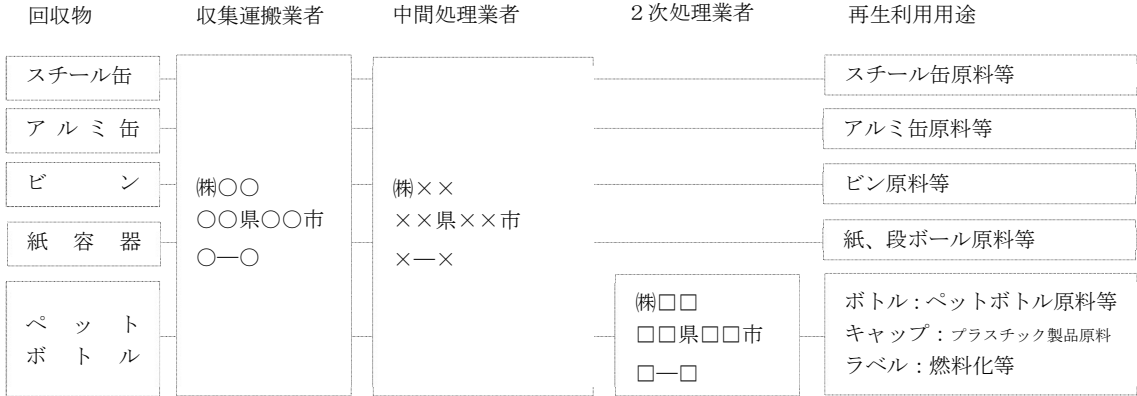 回収物 収集運搬業者 中間処理業者 2次処理業者 再生利用用途
スチール缶 スチール缶原料等
アルミ缶 アルミ缶原料等
ビン ㈱○○ ㈱×× ビン原料等
○○県○○市 ××県××市
紙容器 紙、段ボール原料等
○―○ ×―×
㈱□□ ボトル：ペットボトル原料等
ペット □□県□□市 キャップ：プラスチック製品原料
ボトル □―□ ラベル：燃料化等